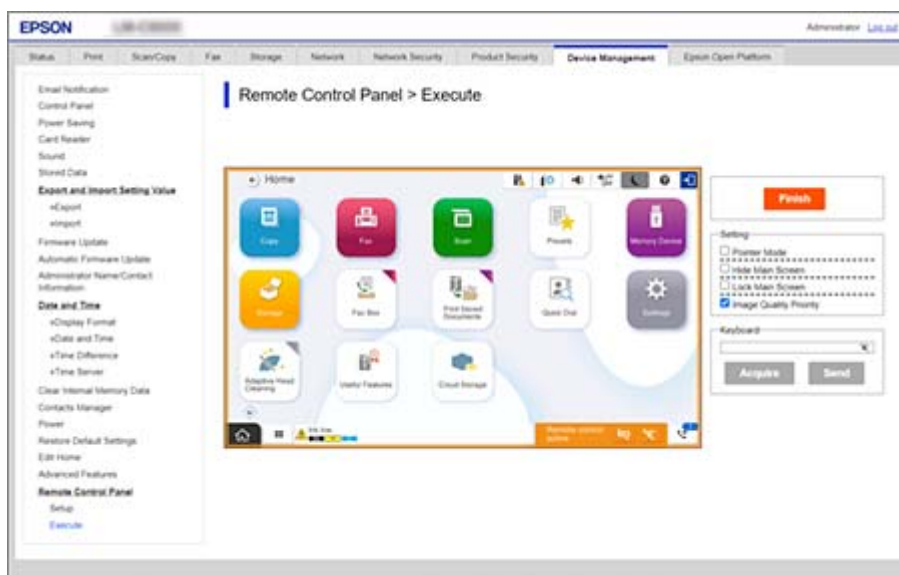 EPSON
Administrator Log out
Status Print Scan/Copy Fax Storage Network Network Security Product Security Device Management Epson Open Platform
Email Notification
Control Panel
Power Saving
Card Reader
Sound
Stored Data
Export and Import Setting Value
»Export
»Import
Firmware Update
Automatic Firmware Update
Administrator Name/Contact
Information
Date and Time
»Display Format
»Date and Time
»Time Difference
»Time Server
Clear Internal Memory Data
Contacts Manager
Power
Restore Default Settings
Edit Home
Advanced Features
Remote Control Panel
Setup
Execute
Remote Control Panel > Execute
Home
Copy Fax Scan Presets Memory Device
Storage Fax Box Print Saved
Documents Quick Dial Settings
Adaptive Head
Cleaning Useful Features Cloud Storage
Remote control
active
Finish
Setting
Pointer Mode
Hide Main Screen
Lock Main Screen
Image Quality Priority
Keyboard
Acquire Send